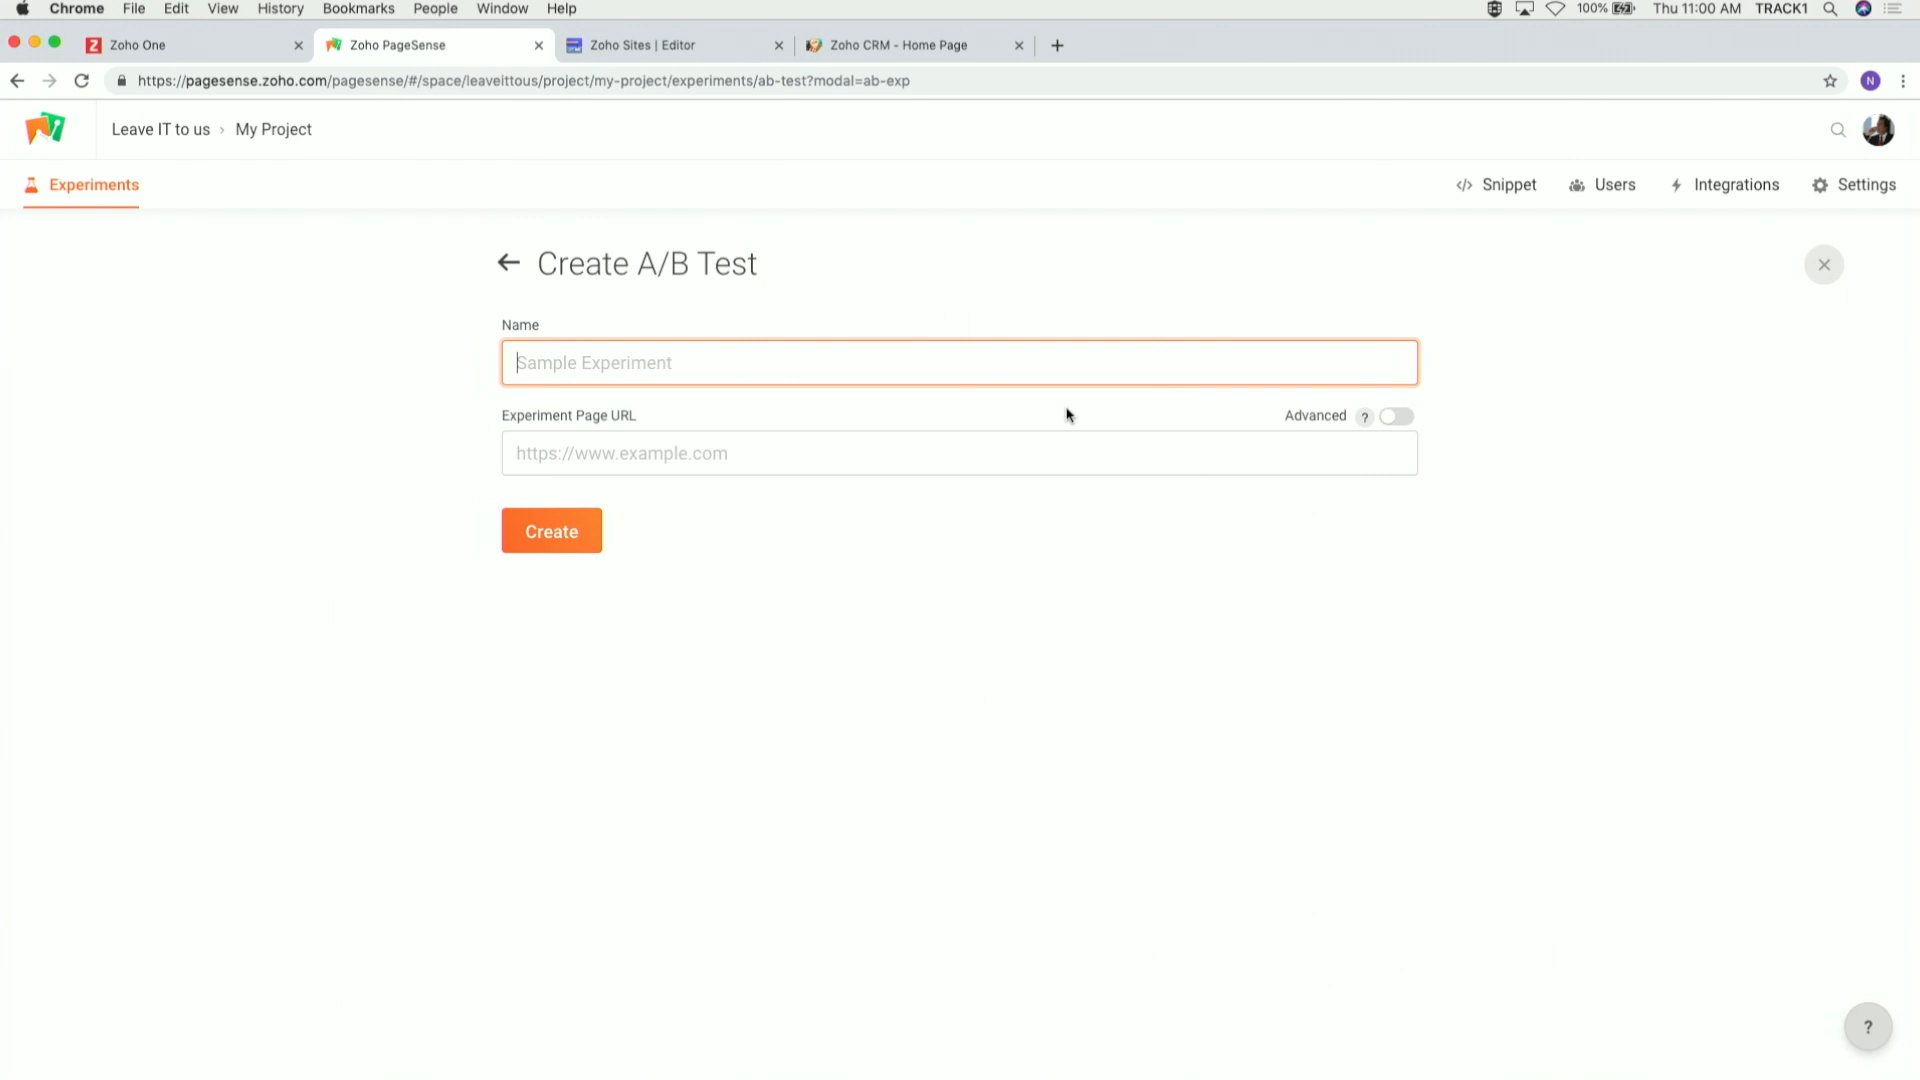 Chrome File Edit View History Bookmarks People Window Help 100% Thu 11:00 AM TRACK1
Zoho One Zoho PageSense Zoho Sites | Editor Zoho CRM - Home Page
https://pagesense.zoho.com/pagesense/#/space/leaveittous/project/my-project/experiments/ab-test?modal=ab-exp N
Leave IT to us › My Project
Experiments </> Snippet Users Integrations Settings
Create A/B Test
Name
Sample Experiment
Experiment Page URL Advanced ?
https://www.example.com
Create
?